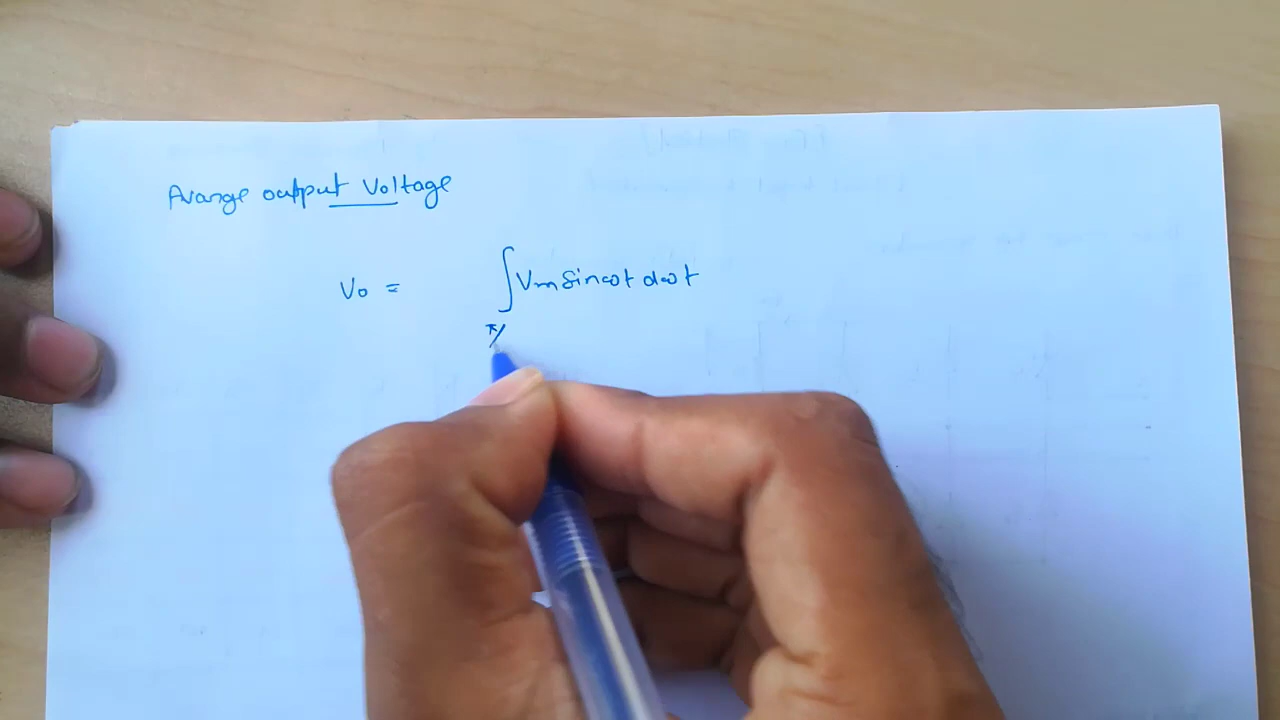 Avarage output Voltage
Vo = ∫ Vm sinωt dωt
π/